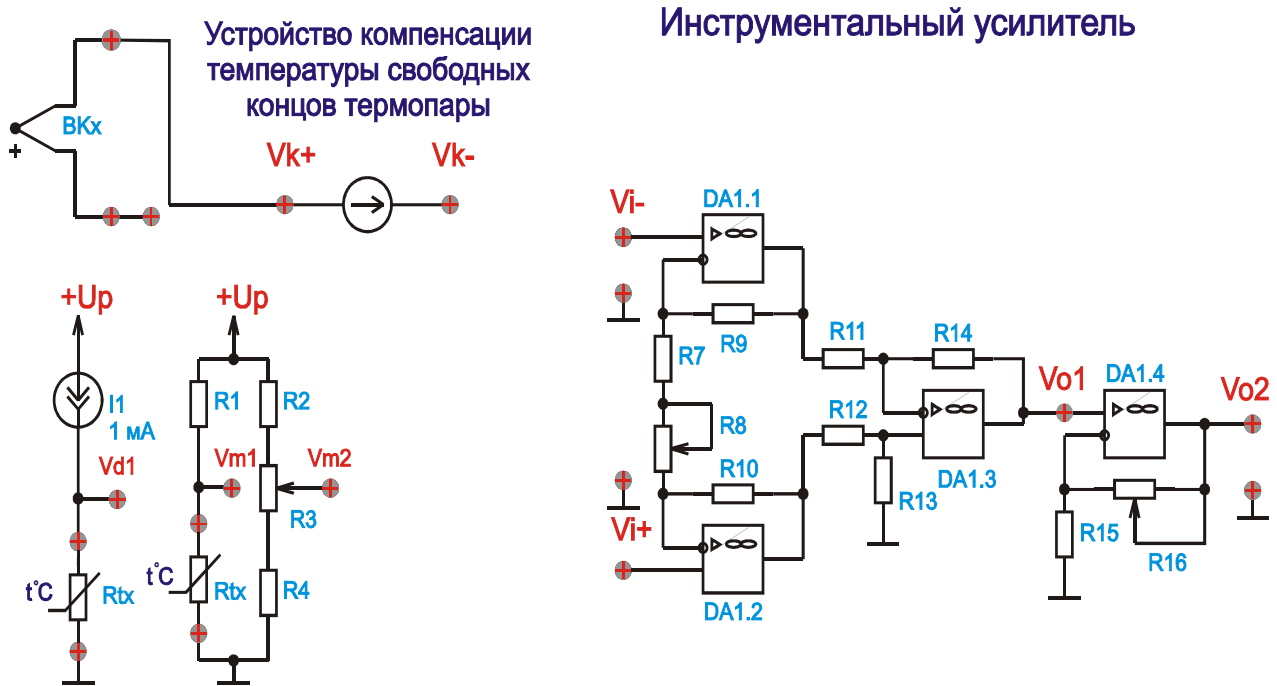 Устройство компенсации
температуры свободных
концов термопары
Инструментальный усилитель
BKx
+
Vk+
Vk-
+Up
+Up
I1
1 мА
Vd1
t°C
Rtx
R1
R2
Vm1
Vm2
R3
t°C
Rtx
R4
Vi-
DA1.1
R9
R7
R8
R10
Vi+
DA1.2
R11
R14
R12
R13
DA1.3
Vo1
DA1.4
Vo2
R15
R16